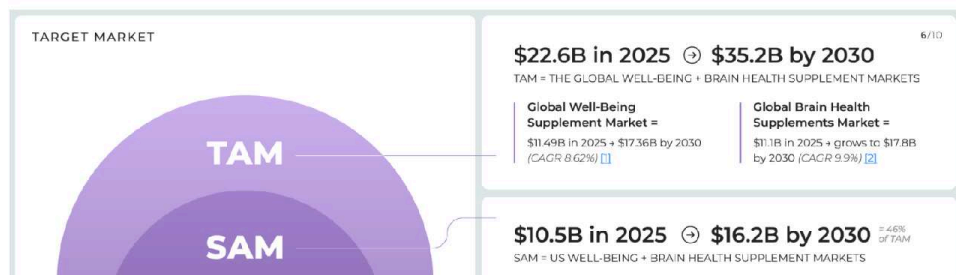 TARGET MARKET
TAM
SAM
6/10
$22.6B in 2025 → $35.2B by 2030
TAM = THE GLOBAL WELL-BEING + BRAIN HEALTH SUPPLEMENT MARKETS
Global Well-Being
Supplement Market =
$11.49B in 2025 → $17.36B by 2030
(CAGR 8.62%) [1]
Global Brain Health
Supplements Market =
$11.1B in 2025 → grows to $17.8B
by 2030 (CAGR 9.9%) [2]
$10.5B in 2025 → $16.2B by 2030
= 46%
of TAM
SAM = US WELL-BEING + BRAIN HEALTH SUPPLEMENT MARKETS